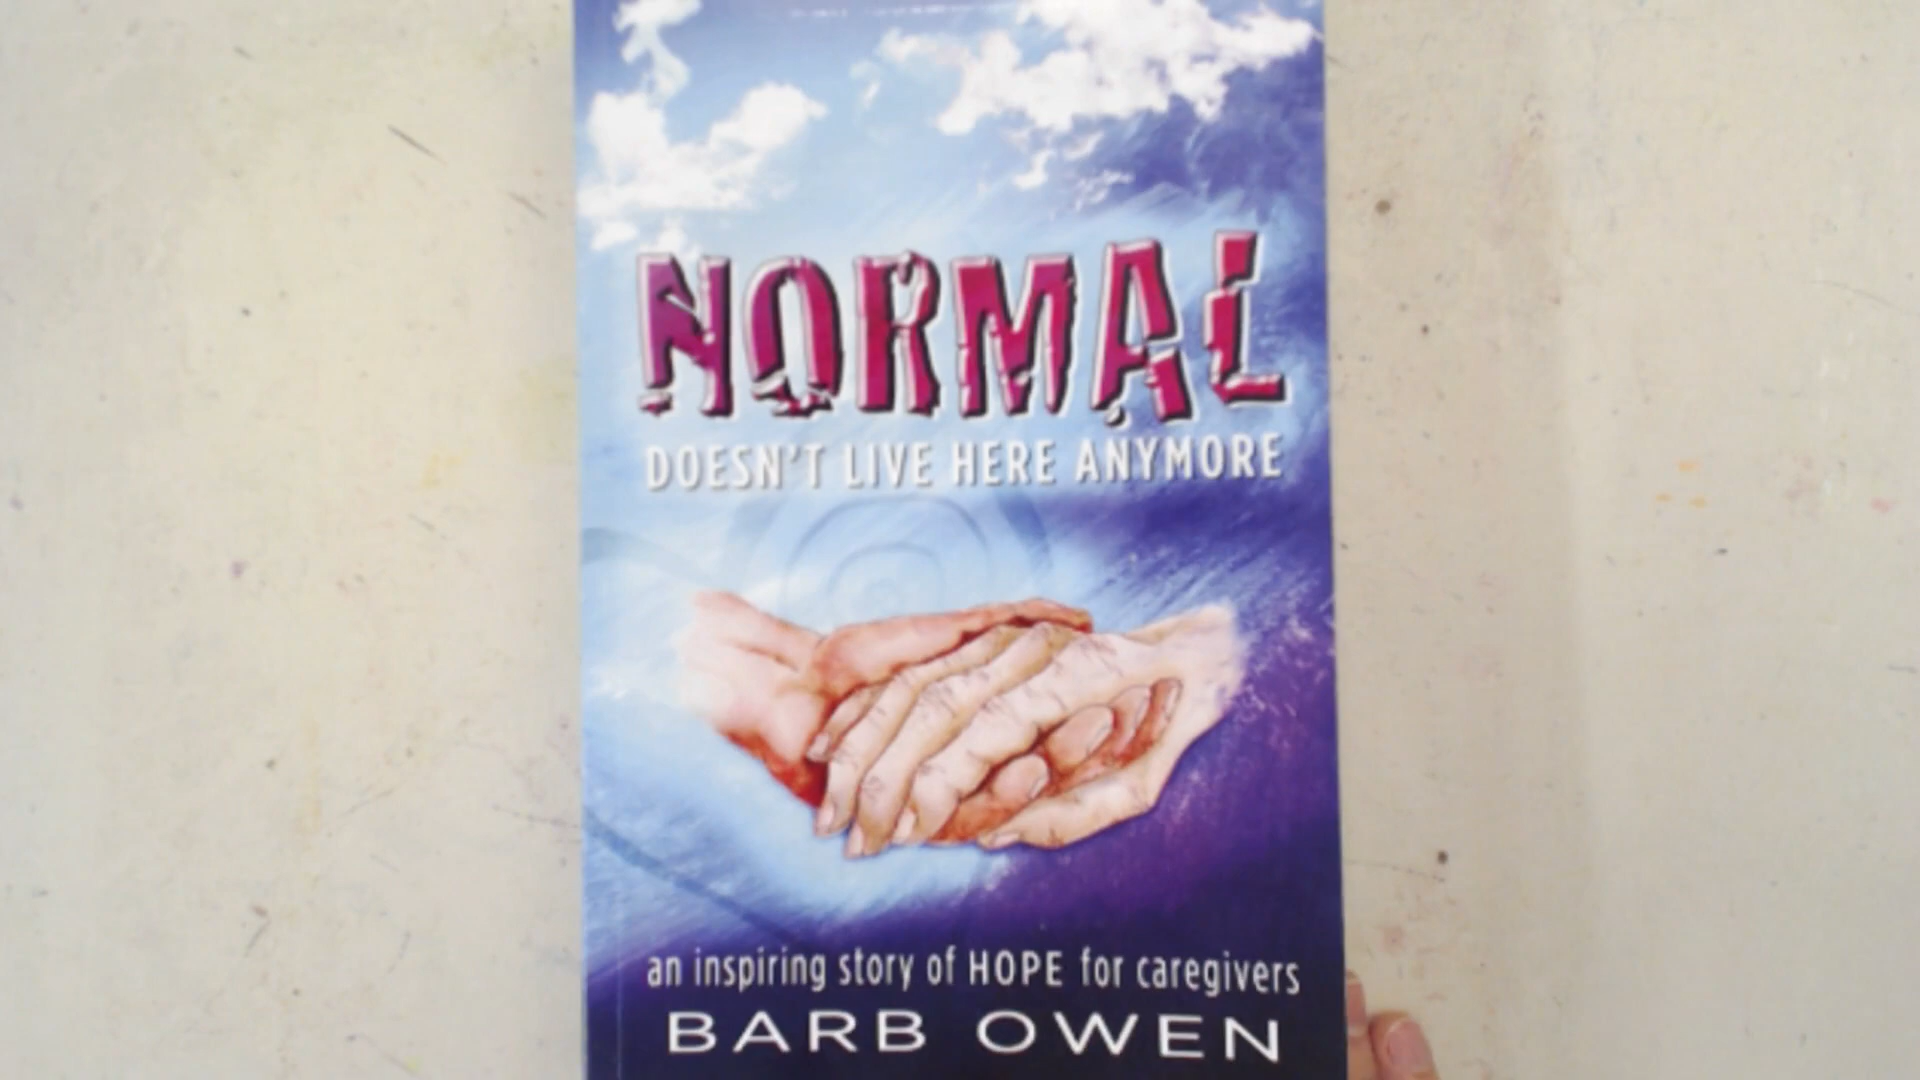 NORMAL
DOESN'T LIVE HERE ANYMORE
an inspiring story of HOPE for caregivers
BARB OWEN